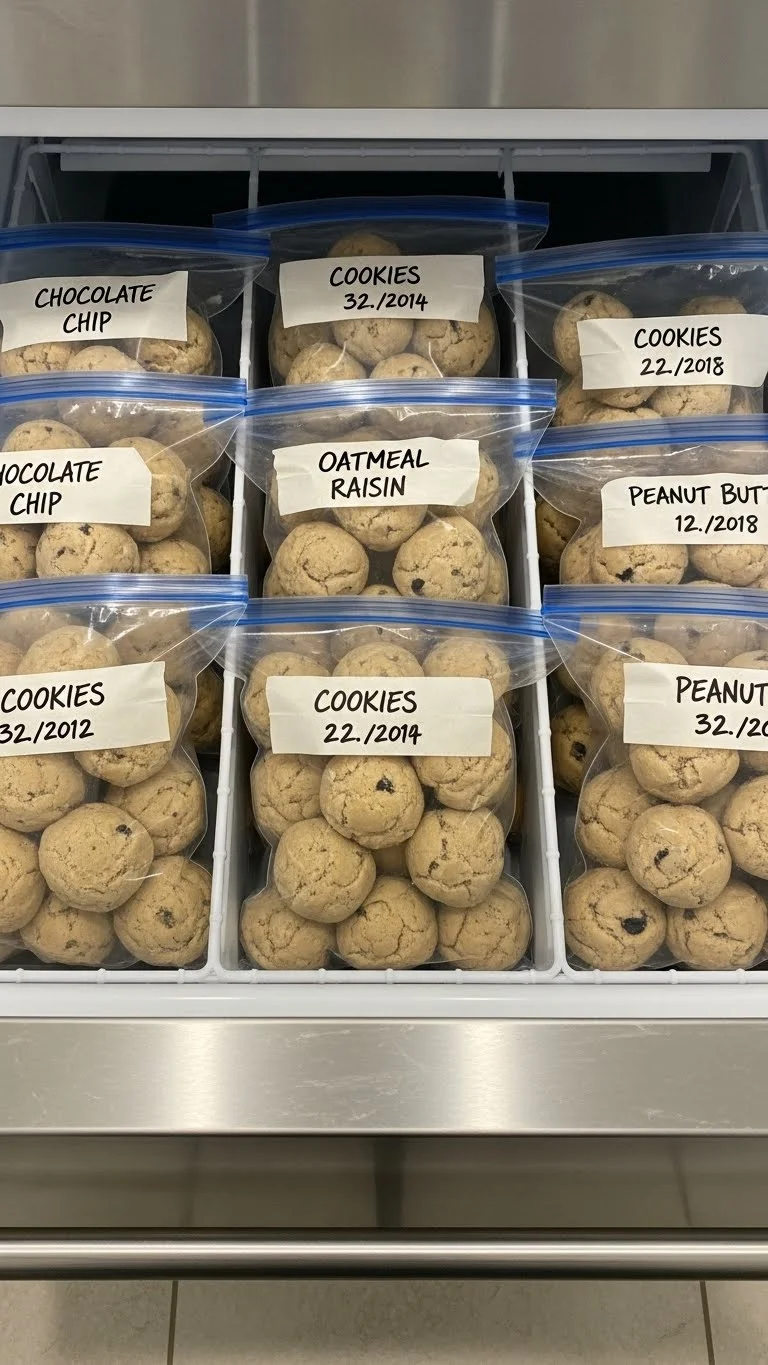 CHOCOLATE
CHIP
COOKIES
32./2014
COOKIES
22./2018
HOCOLATE
CHIP
OATMEAL
RAISIN
PEANUT BUTT
12./2018
COOKIES
32/2012
COOKIES
22./2014
PEANUT
32./20